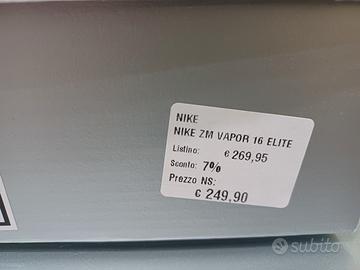 NIKE
NIKE ZM VAPOR 16 ELITE
Listino: € 269,95
Sconto: 7%
Prezzo NS:
€ 249,90
subito